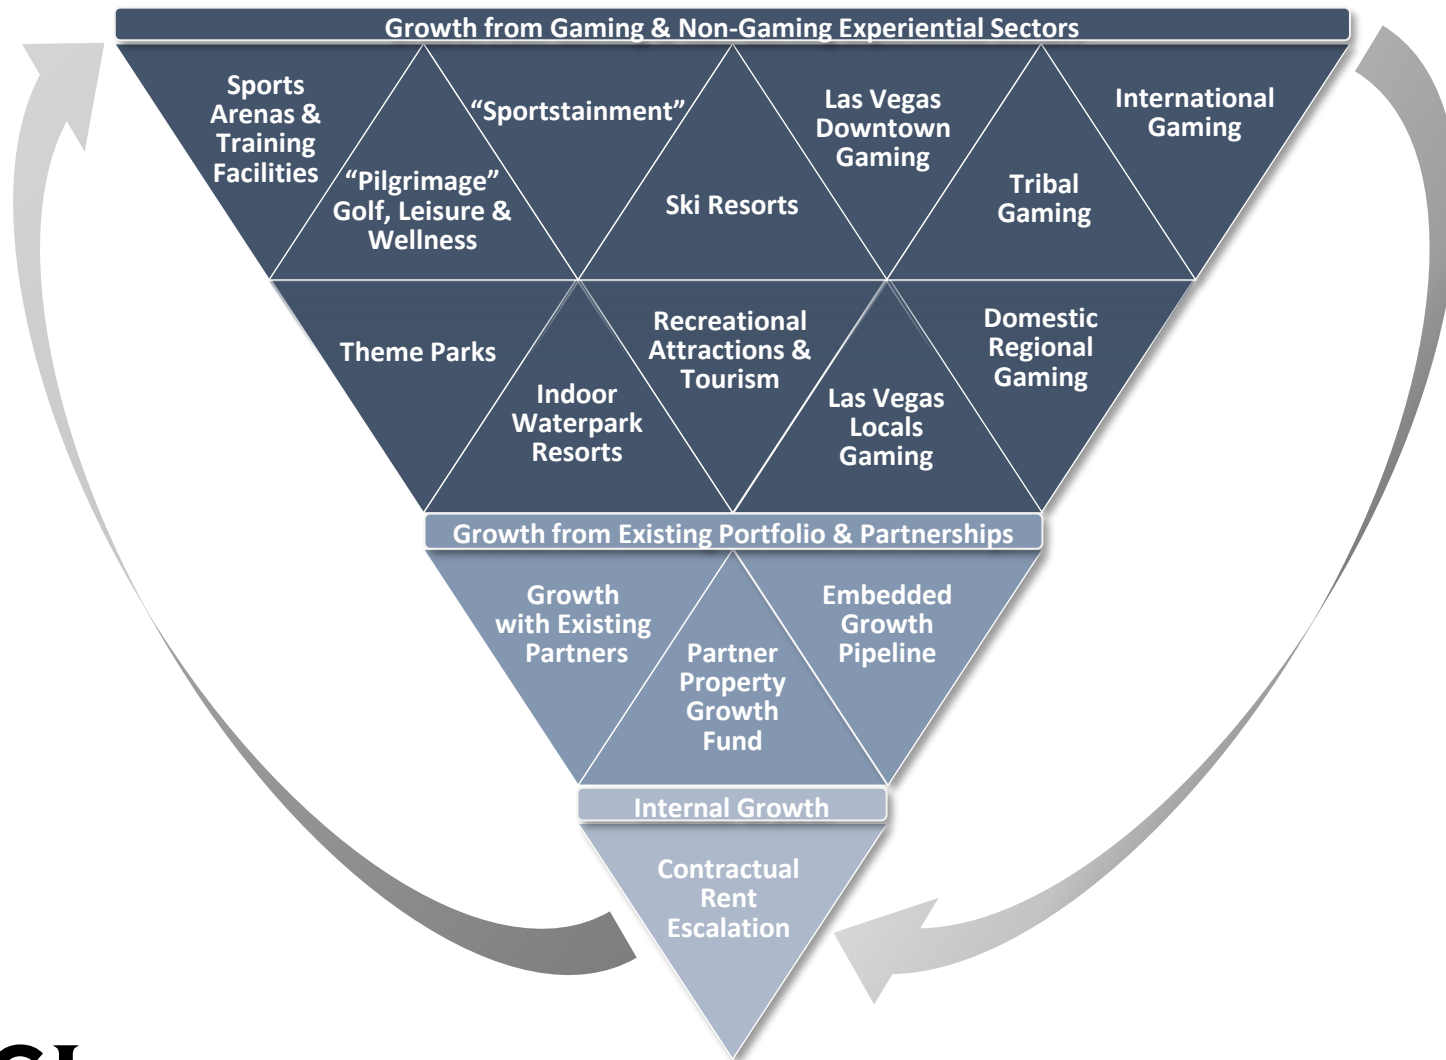 Growth from Gaming & Non-Gaming Experiential Sectors
Sports
Arenas &
Training
Facilities
“Pilgrimage”
Golf, Leisure &
Wellness
“Sportstainment”
Ski Resorts
Las Vegas
Downtown
Gaming
Tribal
Gaming
International
Gaming
Theme Parks
Indoor
Waterpark
Resorts
Recreational
Attractions &
Tourism
Las Vegas
Locals
Gaming
Domestic
Regional
Gaming
Growth from Existing Portfolio & Partnerships
Growth
with Existing
Partners
Partner
Property
Growth
Fund
Embedded
Growth
Pipeline
Internal Growth
Contractual
Rent
Escalation